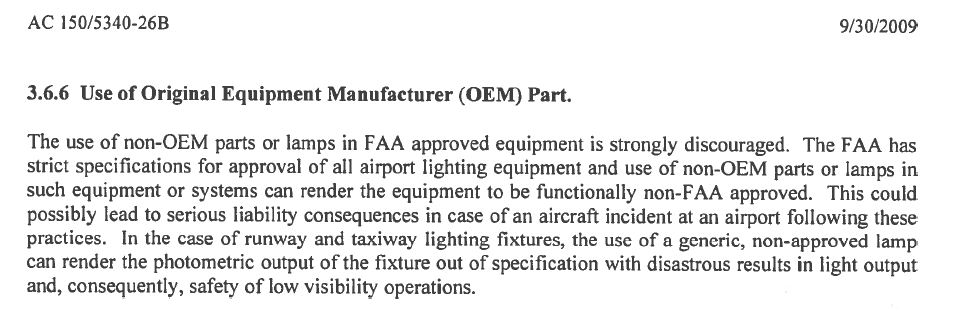 AC 150/5340-26B
9/30/2009
3.6.6 Use of Original Equipment Manufacturer (OEM) Part.
The use of non-OEM parts or lamps in FAA approved equipment is strongly discouraged. The FAA has
strict specifications for approval of all airport lighting equipment and use of non-OEM parts or lamps in
such equipment or systems can render the equipment to be functionally non-FAA approved. This could
possibly lead to serious liability consequences in case of an aircraft incident at an airport following these
practices. In the case of runway and taxiway lighting fixtures, the use of a generic, non-approved lamp
can render the photometric output of the fixture out of specification with disastrous results in light output
and, consequently, safety of low visibility operations.